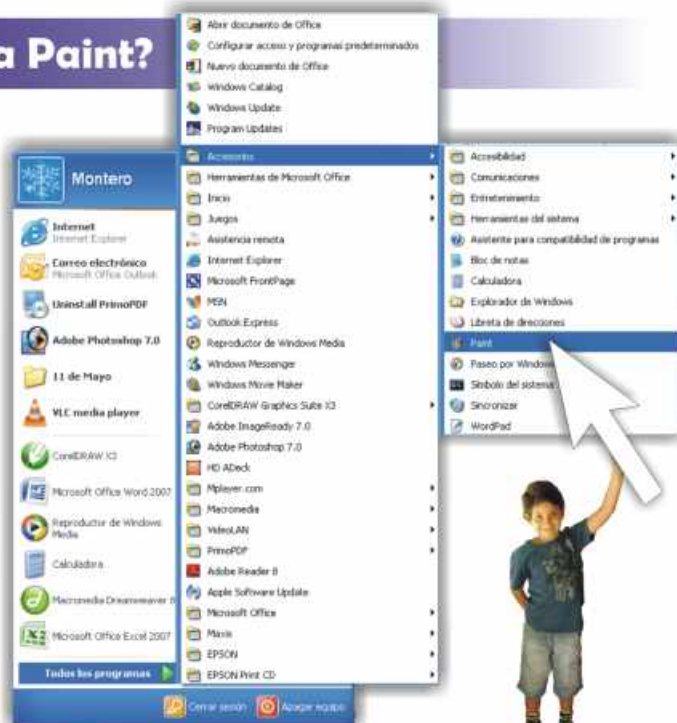 a Paint?
Abrir documento de Office
Configurar acceso y programas predeterminados
Nuevo documento de Office
Windows Catalog
Windows Update
Program Updates
Accesorios
Herramientas de Microsoft Office
Inicio
Juegos
Asistencia remota
Internet Explorer
Microsoft FrontPage
MSN
Outlook Express
Reproductor de Windows Media
Windows Messenger
Windows Movie Maker
CorelDRAW Graphics Suite X3
Adobe ImageReady 7.0
Adobe Photoshop 7.0
HD ADeck
Mplayer.com
Macromedia
VideoLAN
PrimoPDF
Adobe Reader 8
Apple Software Update
Microsoft Office
Maxis
EPSON
EPSON Print CD
Accesibilidad
Comunicaciones
Entretenimiento
Herramientas del sistema
Asistente para compatibilidad de programas
Bloc de notas
Calculadora
Explorador de Windows
Libreta de direcciones
Paint
Paseo por Windows
Símbolo del sistema
Sincronizar
WordPad
Montero
Internet
Internet Explorer
Correo electrónico
Microsoft Office Outlook
Uninstall PrimoPDF
Adobe Photoshop 7.0
11 de Mayo
VLC media player
CorelDRAW X3
Microsoft Office Word 2007
Reproductor de Windows
Media
Calculadora
Macromedia Dreamweaver 8
Microsoft Office Excel 2007
Todos los programas
Cerrar sesión
Apagar equipo